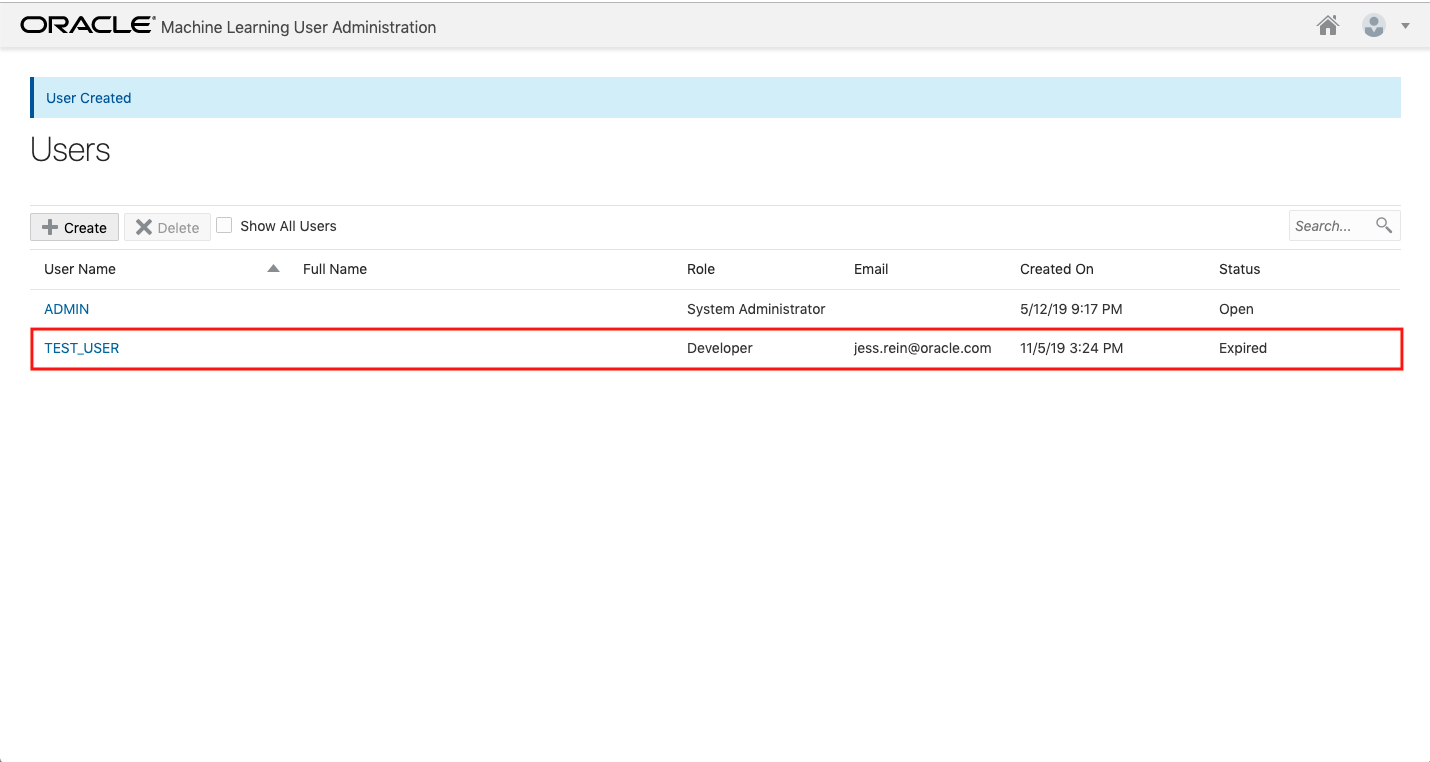 ORACLE® Machine Learning User Administration
User Created
Users
Create Delete Show All Users Search...
User Name Full Name Role Email Created On Status
ADMIN System Administrator 5/12/19 9:17 PM Open
TEST_USER Developer jess.rein@oracle.com 11/5/19 3:24 PM Expired